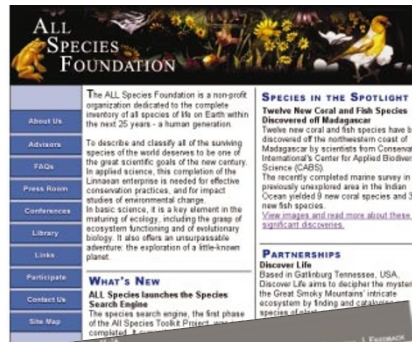 ALL
SPECIES
FOUNDATION
About Us
Advisors
FAQs
Press Room
Conferences
Library
Links
Participate
Contact Us
Site Map
The ALL Species Foundation is a non-profit
organization dedicated to the complete
inventory of all species of life on Earth within
the next 25 years - a human generation.
To describe and classify all of the surviving
species of the world deserves to be one of
the great scientific goals of the new century.
In applied science, this completion of the
Linnaean enterprise is needed for effective
conservation practices, and for impact
studies of environmental change.
In basic science, it is a key element in the
maturing of ecology, including the grasp of
ecosystem functioning and of evolutionary
biology. It also offers an unsurpassable
adventure: the exploration of a little-known
planet.
WHAT'S NEW
ALL Species launches the Species
Search Engine
The species search engine, the first phase
of the All Species Toolkit Project, was
completed. It
SPECIES IN THE SPOTLIGHT
Twelve New Coral and Fish Species
Discovered off Madagascar
Twelve new coral and fish species have b
discovered off the northwestern coast of
Madagascar by scientists from Conservat
International's Center for Applied Biodiver
Science (CABS).
The recently completed marine survey in
previously unexplored area in the Indian
Ocean yielded 9 new coral species and 3
new fish species.
View images and read more about these
significant discoveries.
PARTNERSHIPS
Discover Life
Based in Gatlinburg Tennessee, USA,
Discover Life aims to decipher the myster
the Great Smoky Mountains' intricate
ecosystem by finding and cataloguing
species of